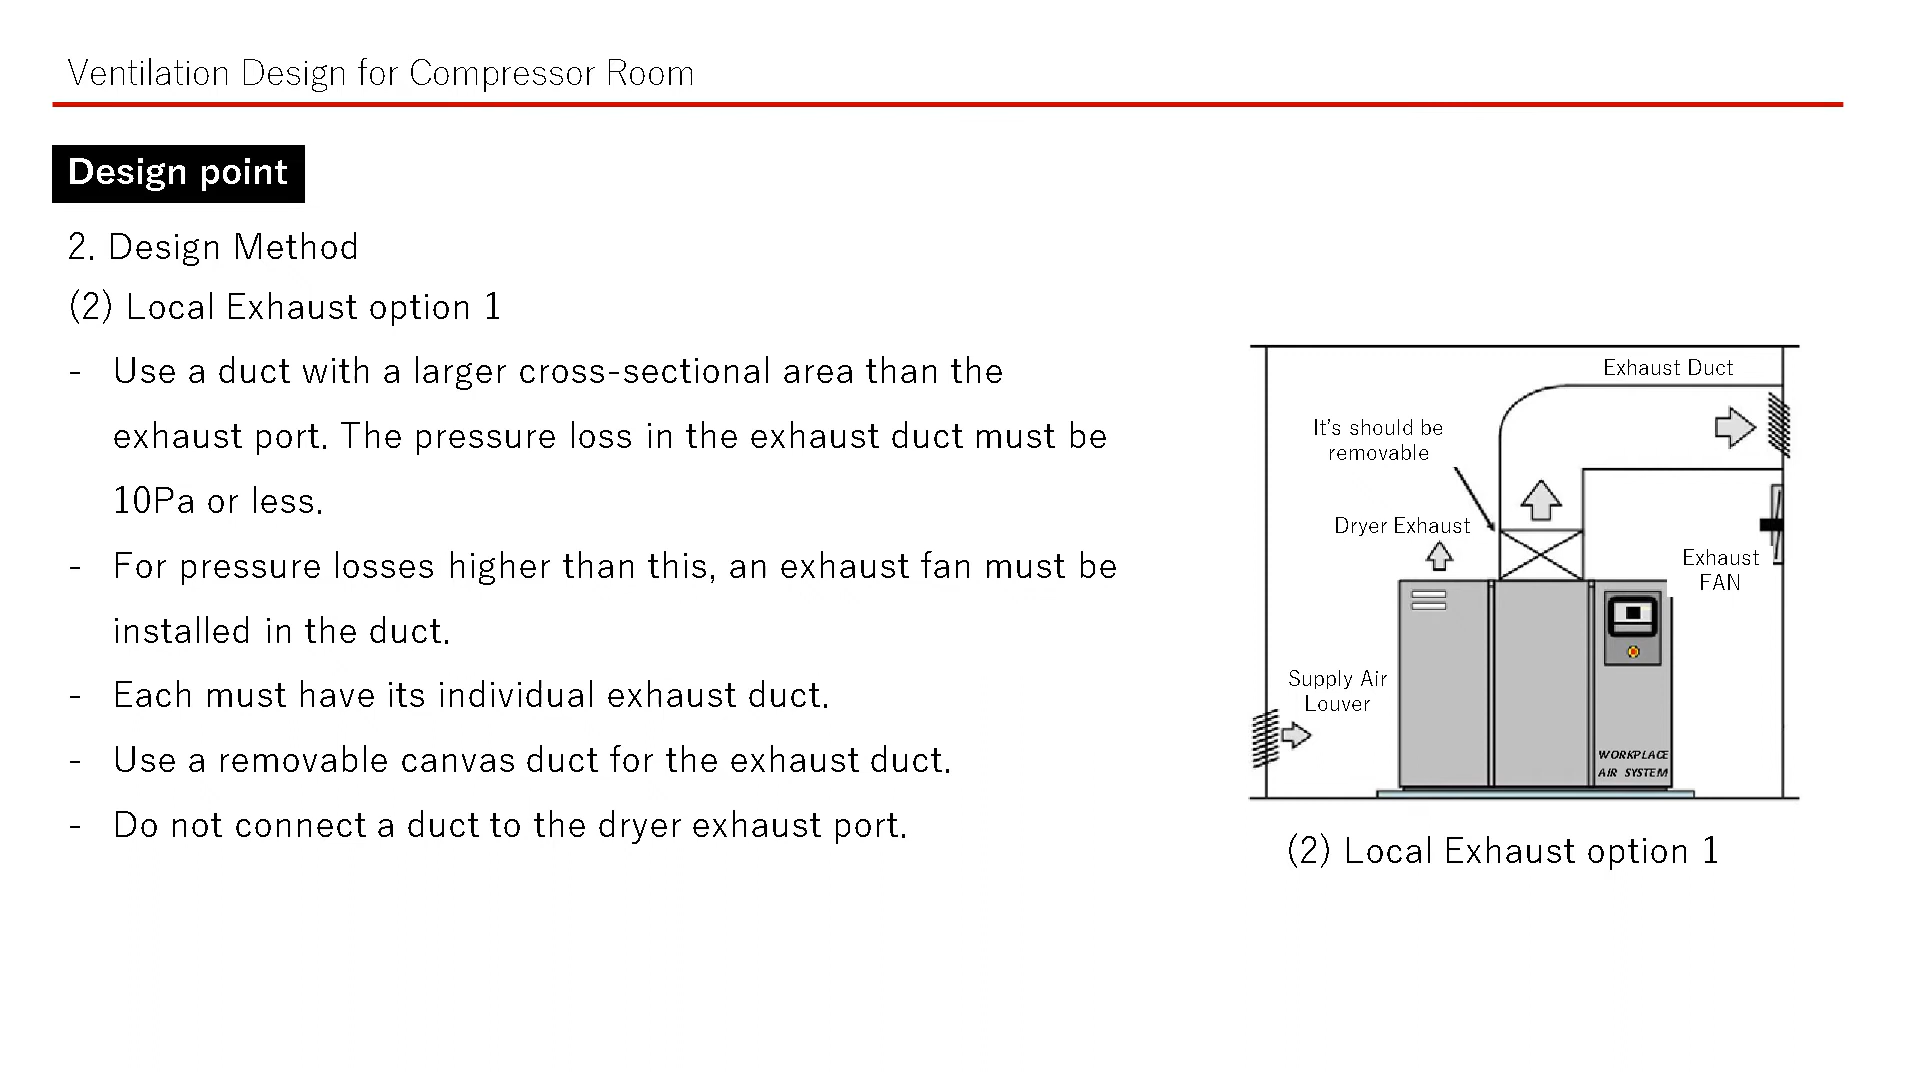 Ventilation Design for Compressor Room
Design point
2. Design Method
(2) Local Exhaust option 1
- Use a duct with a larger cross-sectional area than the
exhaust port. The pressure loss in the exhaust duct must be
10Pa or less.
- For pressure losses higher than this, an exhaust fan must be
installed in the duct.
- Each must have its individual exhaust duct.
- Use a removable canvas duct for the exhaust duct.
- Do not connect a duct to the dryer exhaust port.
Exhaust Duct
It's should be
removable
Dryer Exhaust
Exhaust
FAN
Supply Air
Louver
WORKPLACE
AIR SYSTEM
(2) Local Exhaust option 1